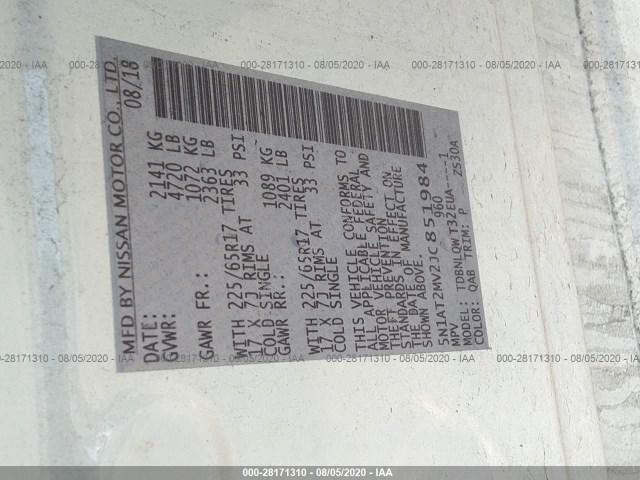 MFD BY NISSAN MOTOR CO., LTD.
DATE: 08/18
GVWR: 2141 KG
4720 LB
GAWR FR.: 1072 KG
2363 LB
WITH 225/65R17 TIRES
17 X 7J RIMS AT 33 PSI
COLD SINGLE
GAWR RR.: 1089 KG
2401 LB
WITH 225/65R17 TIRES
17 X 7J RIMS AT 33 PSI
COLD SINGLE
THIS VEHICLE CONFORMS TO
ALL APPLICABLE FEDERAL
MOTOR VEHICLE SAFETY AND
THEFT PREVENTION
STANDARDS IN EFFECT ON
THE DATE OF MANUFACTURE
SHOWN ABOVE.
5N1AT2MV2JC851984
MPV 960
MODEL: TDBNLQWT32EUA----1
COLOR: QAB TRIM: P Z530A
000-28171310 - 08/05/2020 - IAA